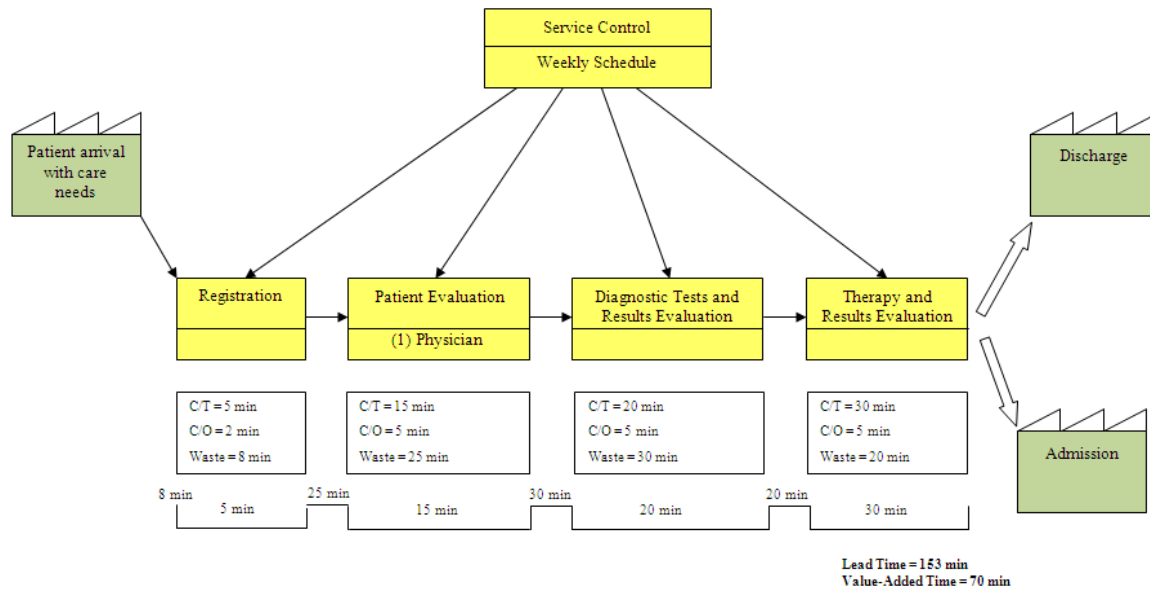 Service Control
Weekly Schedule
Patient arrival
with care
needs
Discharge
Registration
Patient Evaluation
(1) Physician
Diagnostic Tests and
Results Evaluation
Therapy and
Results Evaluation
C/T = 5 min
C/O = 2 min
Waste = 8 min
C/T = 15 min
C/O = 5 min
Waste = 25 min
C/T = 20 min
C/O = 5 min
Waste = 30 min
C/T = 30 min
C/O = 5 min
Waste = 20 min
Admission
8 min
5 min
25 min
15 min
30 min
20 min
20 min
30 min
Lead Time = 153 min
Value-Added Time = 70 min